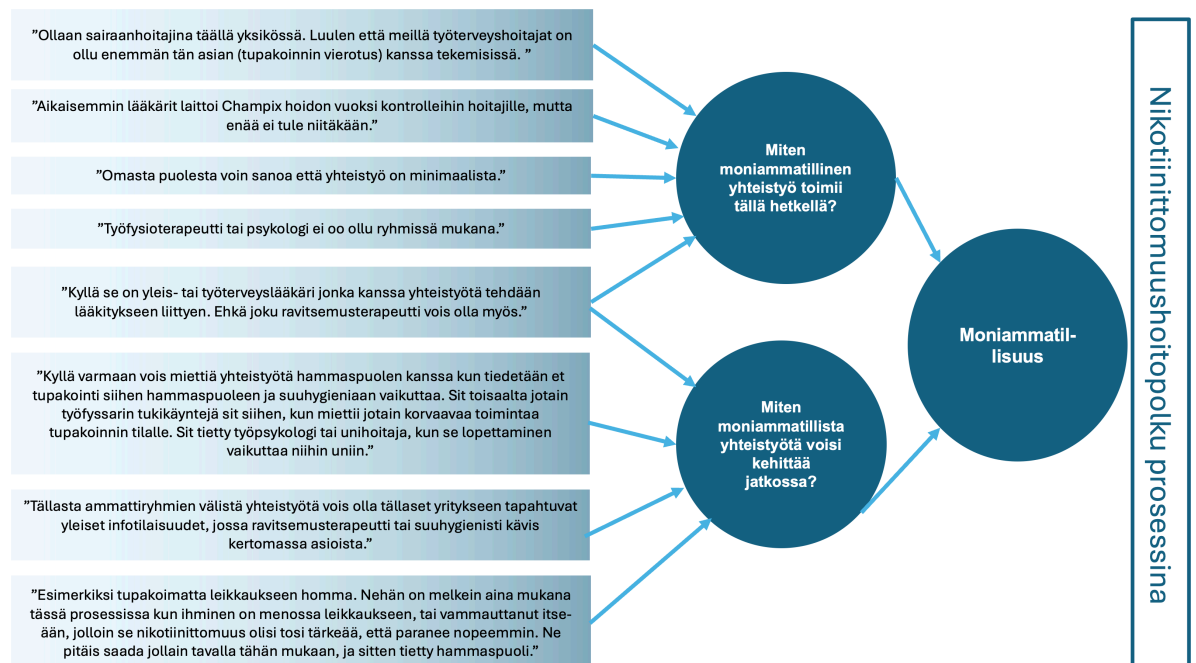 ”Ollaan sairaanhoitajina täällä yksikössä. Luulen että meillä työterveyshoitajat on
ollu enemmän tän asian (tupakoinnin vierotus) kanssa tekemisissä. ”
”Aikaisemmin lääkärit laittoi Champix hoidon vuoksi kontrolleihin hoitajille, mutta
enää ei tule niitäkään.”
”Omasta puolesta voin sanoa että yhteistyö on minimaalista.”
”Työfysioterapeutti tai psykologi ei oo ollu ryhmissä mukana.”
”Kyllä se on yleis- tai työterveyslääkäri jonka kanssa yhteistyötä tehdään
lääkitykseen liittyen. Ehkä joku ravitsemusterapeutti vois olla myös.”
”Kyllä varmaan vois miettiä yhteistyötä hammaspuolen kanssa kun tiedetään et
tupakointi siihen hammaspuoleen ja suuhygieniaan vaikuttaa. Sit toisaalta jotain
työfyssarin tukikäyntejä sit siihen, kun miettii jotain korvaavaa toimintaa
tupakoinnin tilalle. Sit tietty työpsykologi tai unihoitaja, kun se lopettaminen
vaikuttaa niihin uniin.”
”Tällasta ammattiryhmien välistä yhteistyötä vois olla tällaset yritykseen tapahtuvat
yleiset infotilaisuudet, jossa ravitsemusterapeutti tai suuhygienisti kävis
kertomassa asioista.”
”Esimerkiksi tupakoimatta leikkaukseen homma. Nehän on melkein aina mukana
tässä prosessissa kun ihminen on menossa leikkaukseen, tai vammauttanut itse-
ään, jolloin se nikotiinittomuus olisi tosi tärkeää, että paranee nopeemmin. Ne
pitäis saada jollain tavalla tähän mukaan, ja sitten tietty hammaspuoli.”
Miten
moniammatillinen
yhteistyö toimii
tällä hetkellä?
Miten
moniammatillista
yhteistyötä voisi
kehittää
jatkossa?
Moniammatil-
lisuus
Nikotiinittomuushoitopolku prosessina